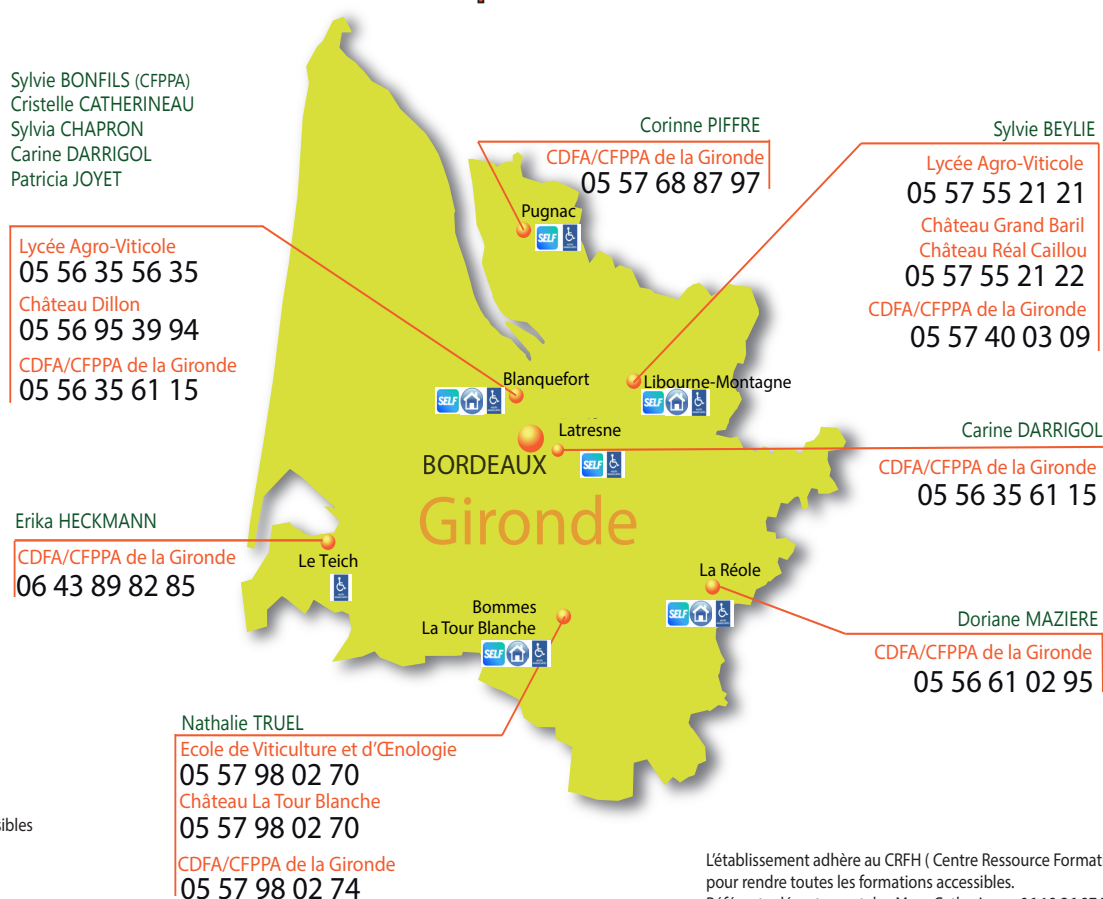 Sylvie BONFILS (CFPPA)
Cristelle CATHERINEAU
Sylvia CHAPRON
Carine DARRIGOL
Patricia JOYET
Lycée Agro-Viticole
05 56 35 56 35
Château Dillon
05 56 95 39 94
CDFA/CFPPA de la Gironde
05 56 35 61 15
Corinne PIFFRE
CDFA/CFPPA de la Gironde
05 57 68 87 97
Sylvie BEYLIE
Lycée Agro-Viticole
05 57 55 21 21
Château Grand Baril
Château Réal Caillou
05 57 55 21 22
CDFA/CFPPA de la Gironde
05 57 40 03 09
Pugnac
SELF
Blanquefort
SELF
Libourne-Montagne
SELF
Latresne
SELF
BORDEAUX
Gironde
Carine DARRIGOL
CDFA/CFPPA de la Gironde
05 56 35 61 15
Erika HECKMANN
CDFA/CFPPA de la Gironde
06 43 89 82 85
Le Teich
La Réole
SELF
Bommes
La Tour Blanche
SELF
Doriane MAZIERE
CDFA/CFPPA de la Gironde
05 56 61 02 95
Nathalie TRUEL
Ecole de Viticulture et d'Œnologie
05 57 98 02 70
Château La Tour Blanche
05 57 98 02 70
CDFA/CFPPA de la Gironde
05 57 98 02 74
L'établissement adhère au CRFH ( Centre Ressource
pour rendre toutes les formations accessibles.